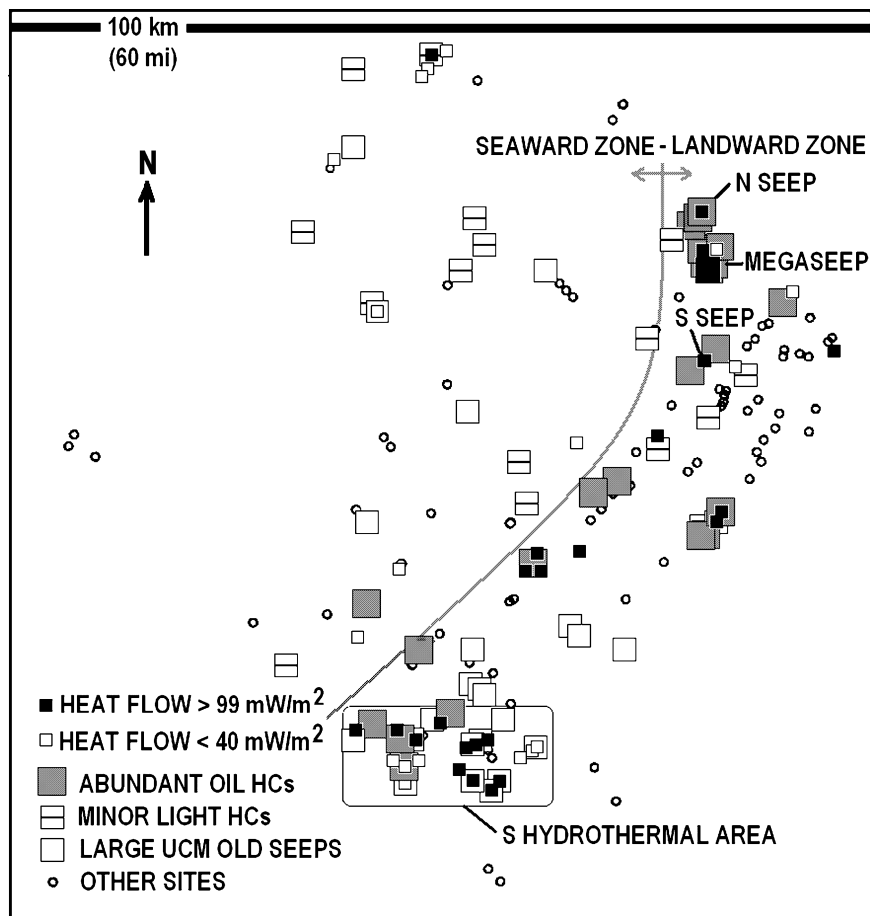 100 km
(60 mi)
N
SEAWARD ZONE - LANDWARD ZONE
N SEEP
MEGASEEP
S SEEP
HEAT FLOW > 99 mW/m²
HEAT FLOW < 40 mW/m²
ABUNDANT OIL HCs
MINOR LIGHT HCs
LARGE UCM OLD SEEPS
OTHER SITES
S HYDROTHERMAL AREA